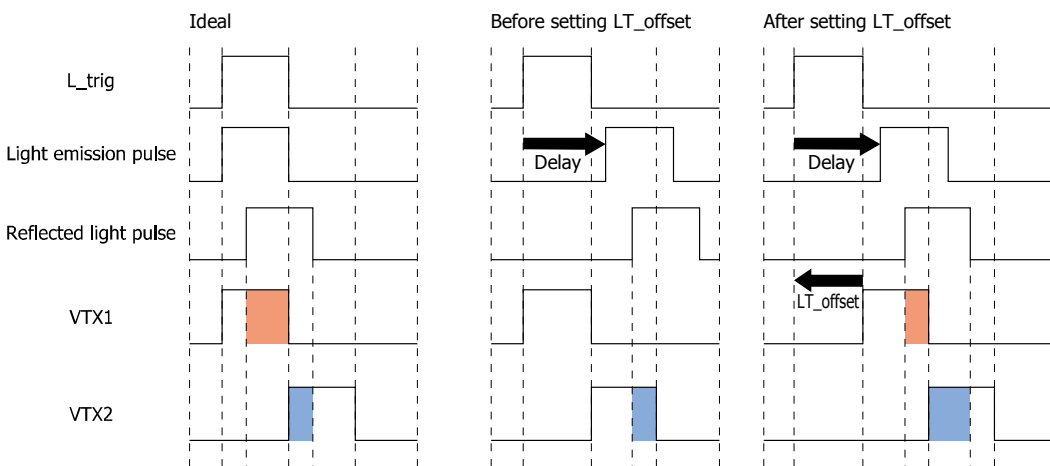 Ideal
Before setting LT_offset
After setting LT_offset
L_trig
Light emission pulse
Delay
Delay
Reflected light pulse
LT_offset
VTX1
VTX2